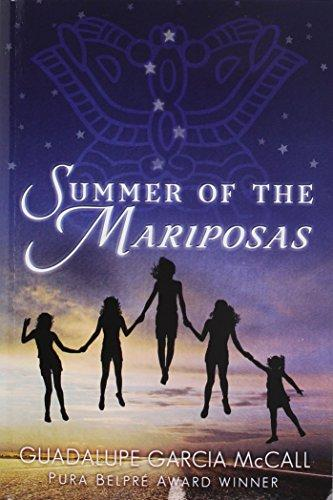 SUMMER OF THE
MARIPOSAS
GUADALUPE GARCIA McCALL
PURA BELPRÉ AWARD WINNER